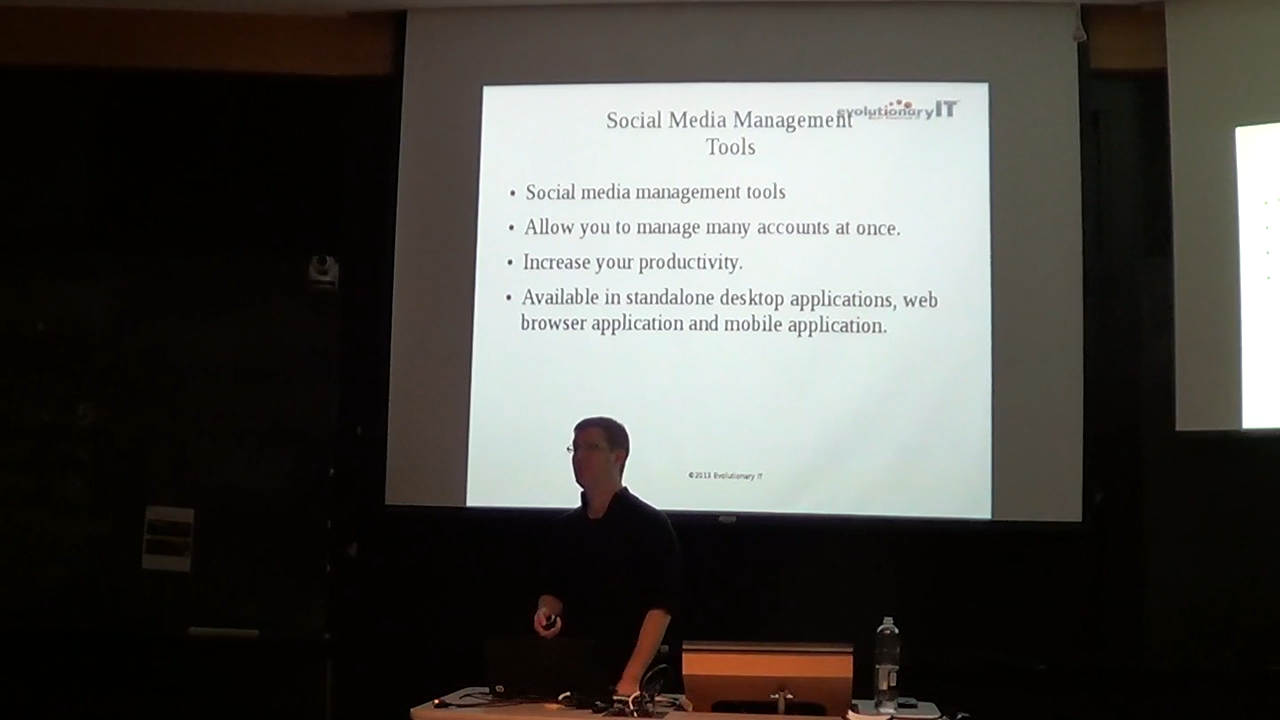 Social Media Management
evolutionaryIT
Tools
• Social media management tools
• Allow you to manage many accounts at once.
• Increase your productivity.
• Available in standalone desktop applications, web
browser application and mobile application.
©2013 Evolutionary IT